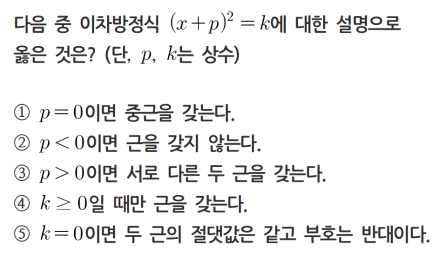 다음 중 이차방정식 (x+p)² = k에 대한 설명으로
옳은 것은? (단, p, k는 상수)
① p=0이면 중근을 갖는다.
② p<0이면 근을 갖지 않는다.
③ p>0이면 서로 다른 두 근을 갖는다.
④ k≥0일 때만 근을 갖는다.
⑤ k=0이면 두 근의 절댓값은 같고 부호는 반대이다.